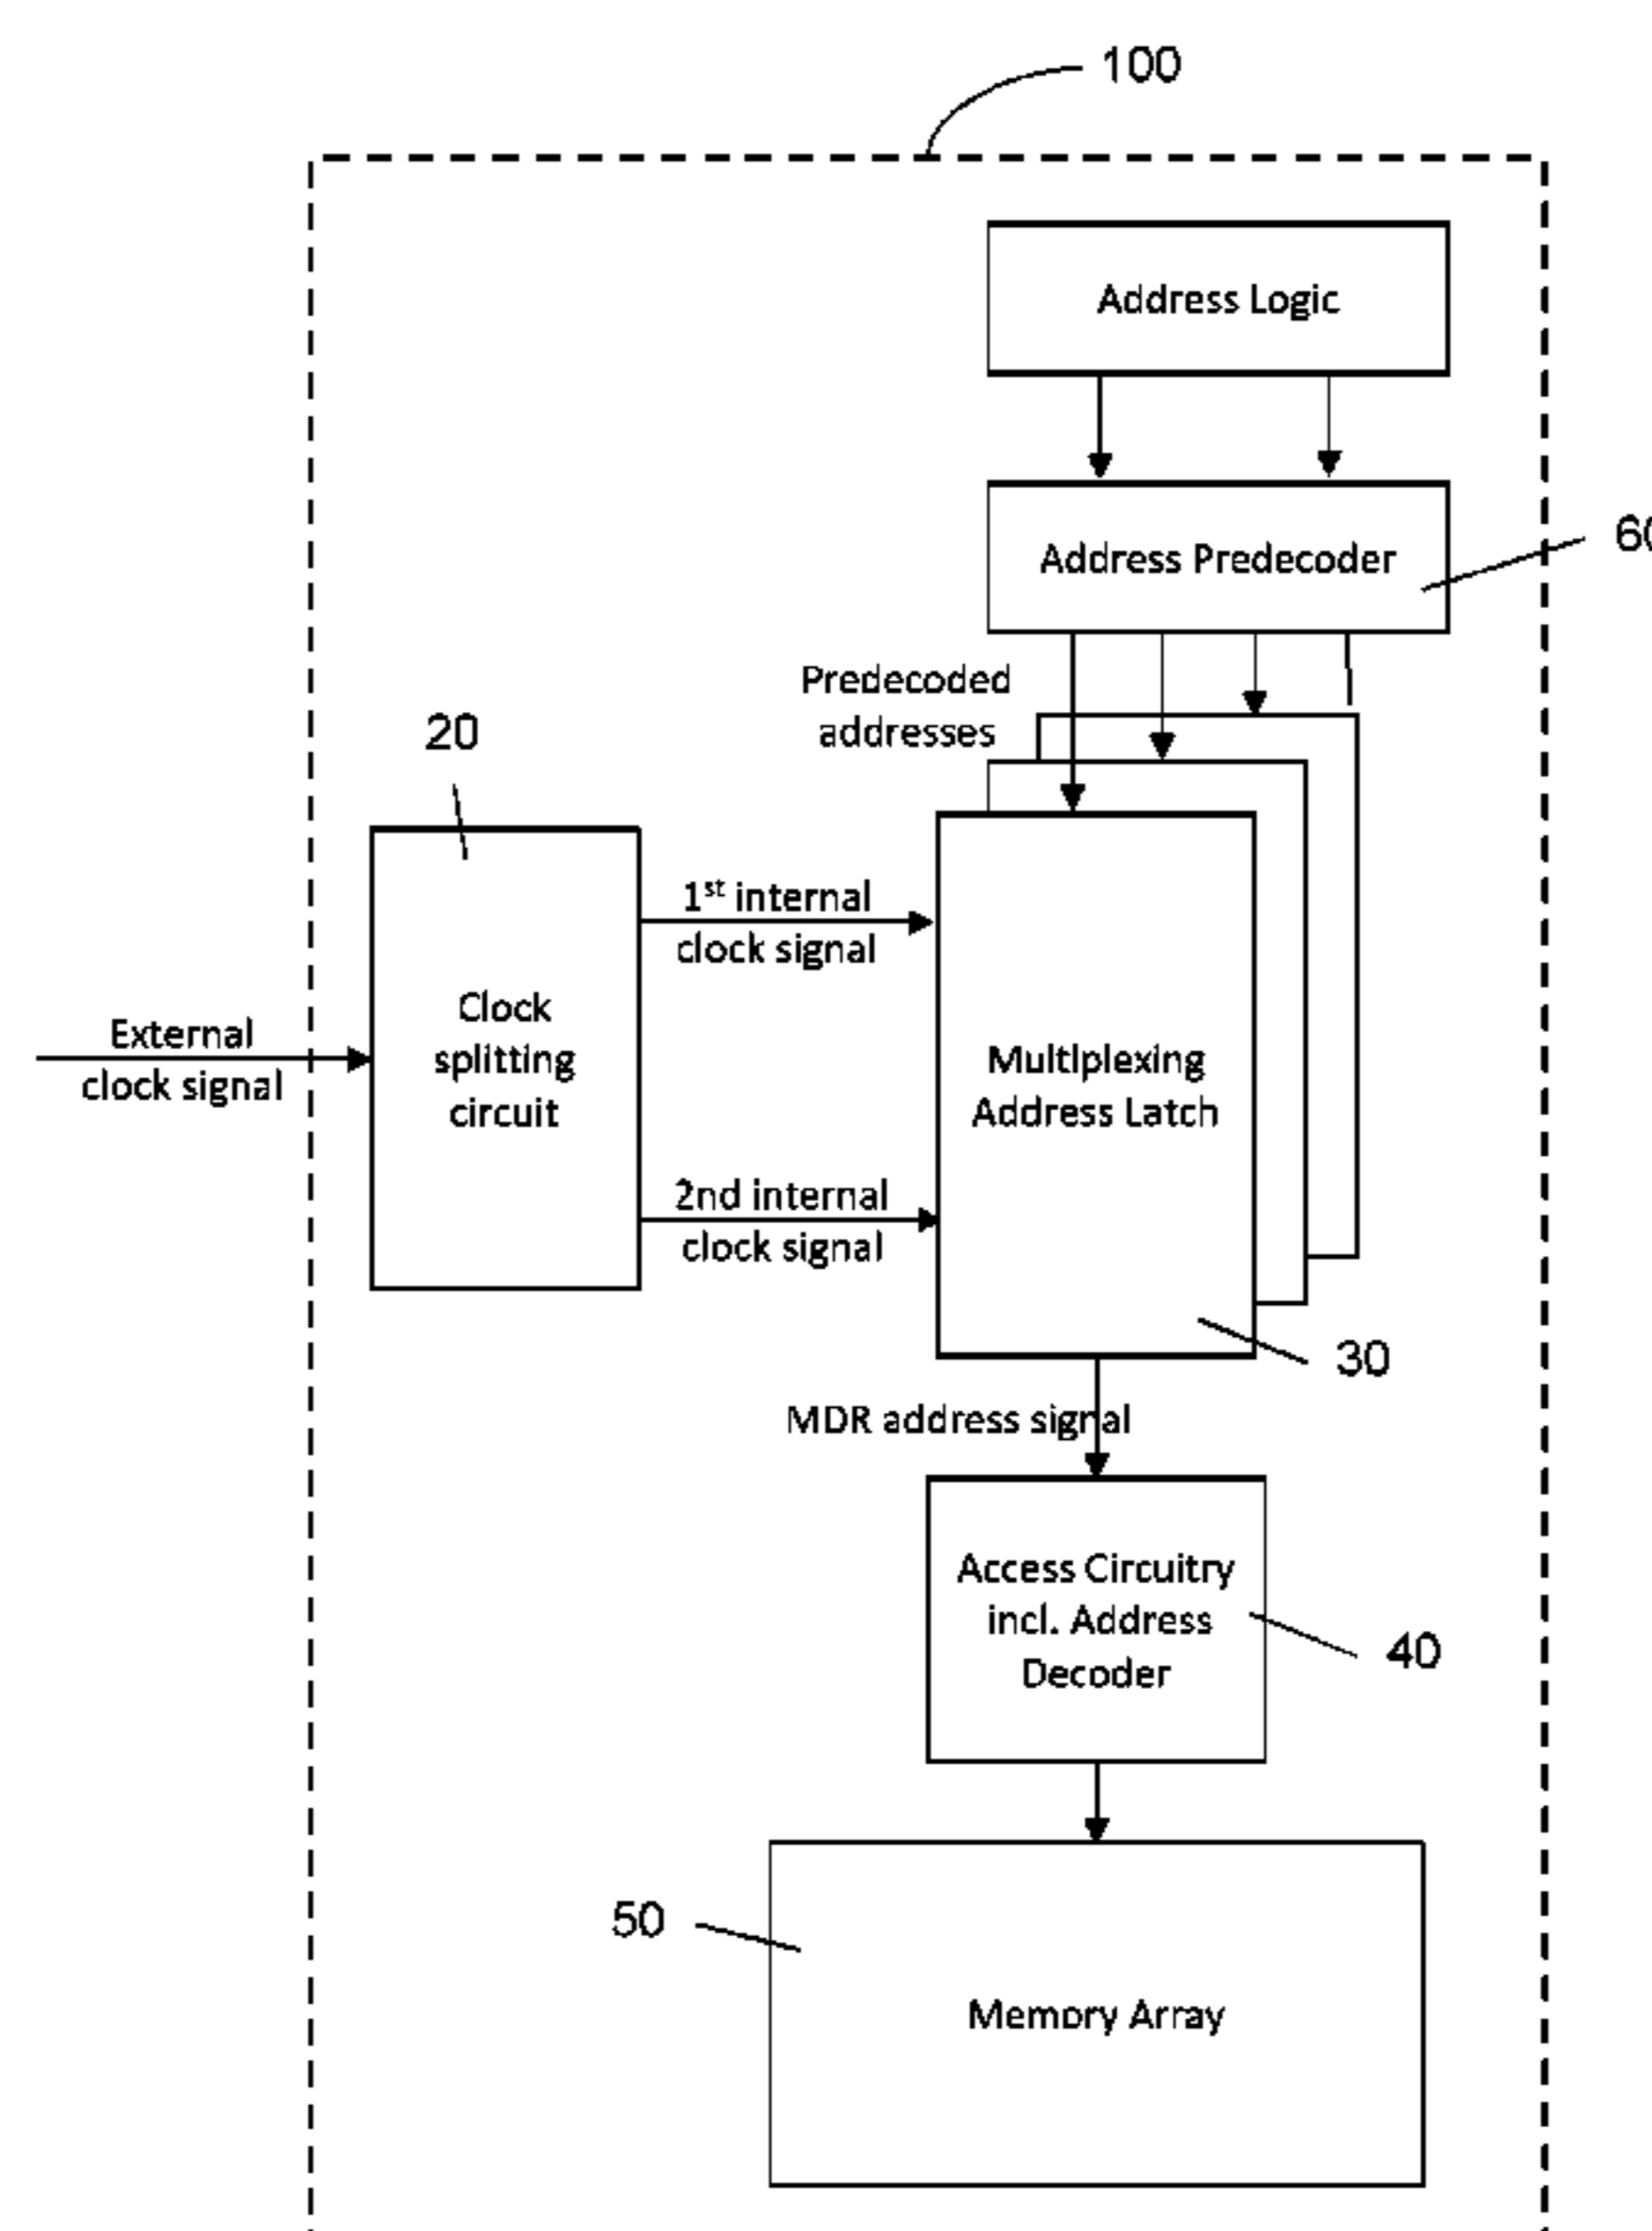 100
Address Logic
Address Predecoder
60
Predecoded
addresses
20
1st internal
clock signal
External
clock signal
Clock
splitting
circuit
Multiplexing
Address Latch
2nd internal
clock signal
30
MDR address signal
Access Circuitry
incl. Address
Decoder
40
50
Memory Array